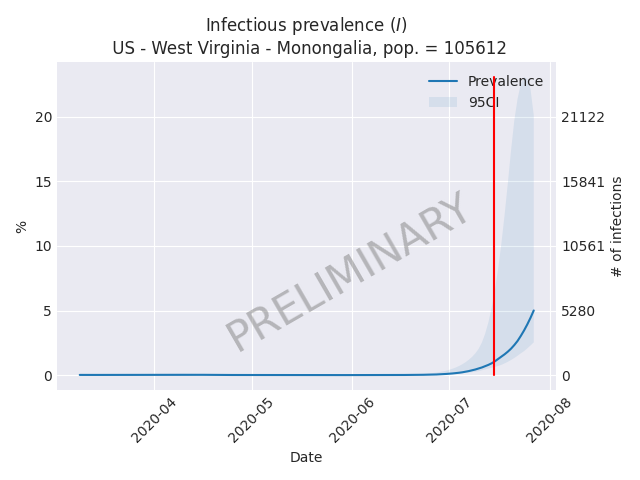 Infectious prevalence (I)
US - West Virginia - Monongalia, pop. = 105612
Prevalence
95CI
20
15
10
5
0
%
21122
15841
10561
5280
0
# of infections
PRELIMINARY
2020-04
2020-05
2020-06
2020-07
2020-08
Date